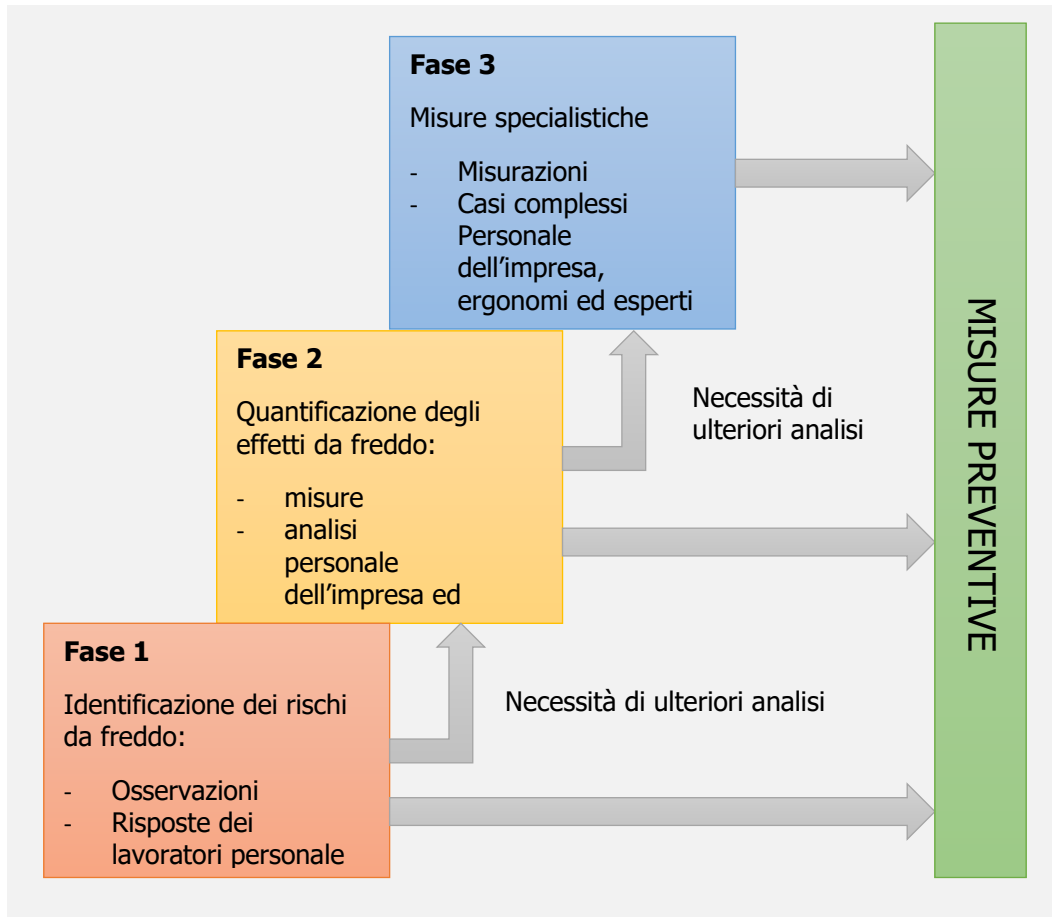 Fase 3
Misure specialistiche
- Misurazioni
- Casi complessi
Personale
dell'impresa,
ergonomi ed esperti
Fase 2
Quantificazione degli
effetti da freddo:
- misure
- analisi
personale
dell'impresa ed
Necessità di
ulteriori analisi
Fase 1
Identificazione dei rischi
da freddo:
- Osservazioni
- Risposte dei
lavoratori personale
Necessità di ulteriori analisi
MISURE PREVENTIVE